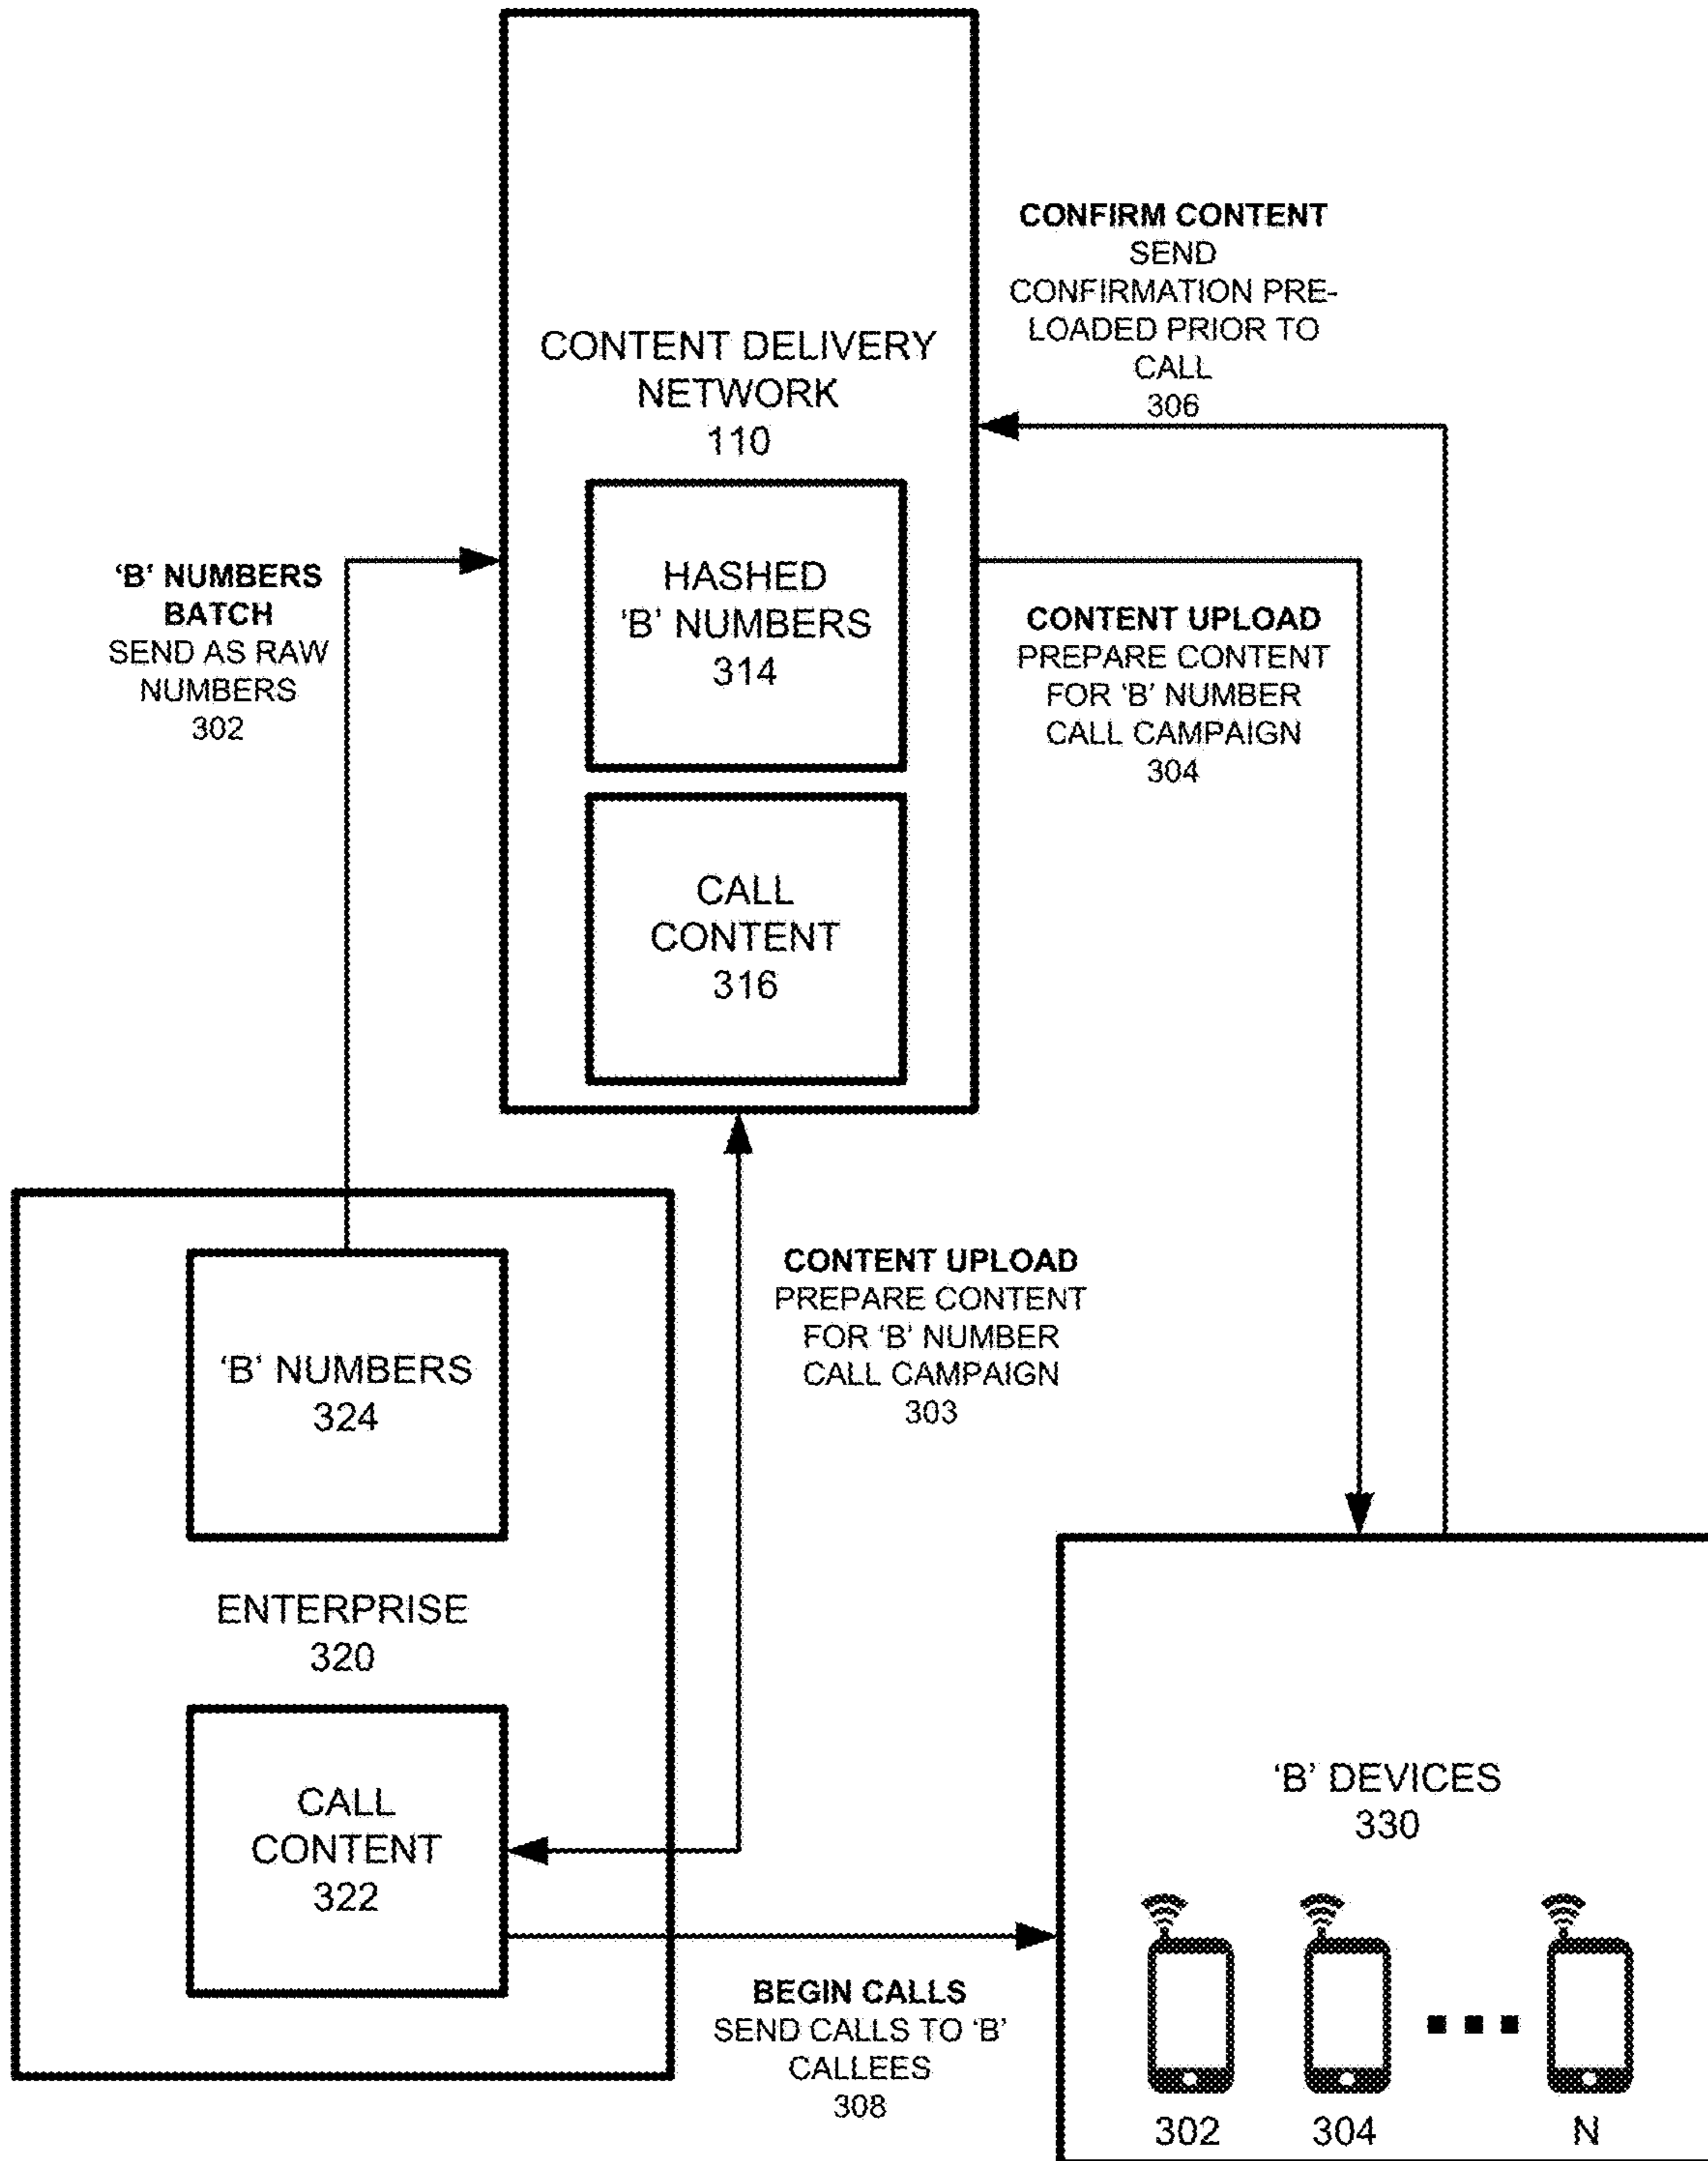 CONFIRM CONTENT
SEND
CONFIRMATION PRE-
LOADED PRIOR TO
CALL
306
CONTENT DELIVERY
NETWORK
110
HASHED
'B' NUMBERS
314
CALL
CONTENT
316
‘B’ NUMBERS
BATCH
SEND AS RAW
NUMBERS
302
CONTENT UPLOAD
PREPARE CONTENT
FOR ‘B’ NUMBER
CALL CAMPAIGN
304
CONTENT UPLOAD
PREPARE CONTENT
FOR ‘B’ NUMBER
CALL CAMPAIGN
303
‘B’ NUMBERS
324
ENTERPRISE
320
CALL
CONTENT
322
BEGIN CALLS
SEND CALLS TO ‘B’
CALLEES
308
‘B’ DEVICES
330
302 304 N